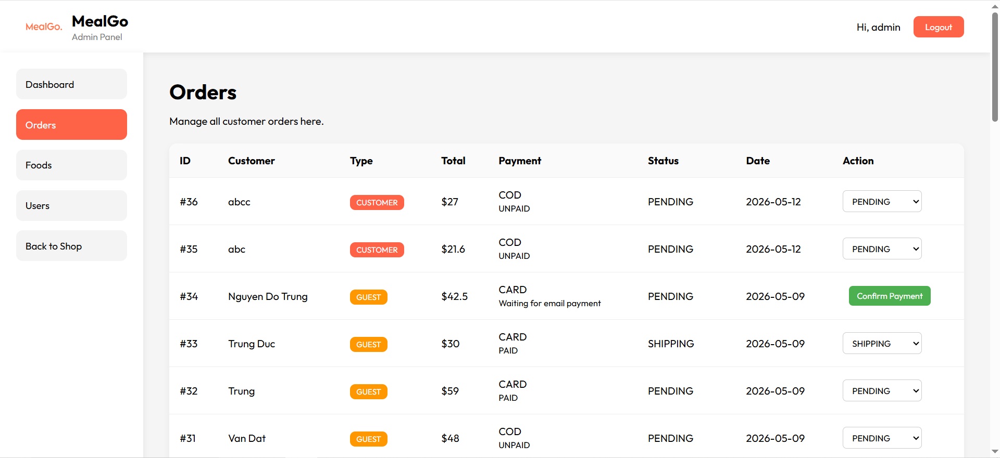 MealGo.
MealGo
Admin Panel
Hi, admin
Logout
Dashboard
Orders
Foods
Users
Back to Shop
Orders
Manage all customer orders here.
ID Customer Type Total Payment Status Date Action
#36 abcc CUSTOMER $27 COD UNPAID PENDING 2026-05-12 PENDING
#35 abc CUSTOMER $21.6 COD UNPAID PENDING 2026-05-12 PENDING
#34 Nguyen Do Trung GUEST $42.5 CARD Waiting for email payment PENDING 2026-05-09 Confirm Payment
#33 Trung Duc GUEST $30 CARD PAID SHIPPING 2026-05-09 SHIPPING
#32 Trung GUEST $59 CARD PAID PENDING 2026-05-09 PENDING
#31 Van Dat GUEST $48 COD UNPAID PENDING 2026-05-09 PENDING